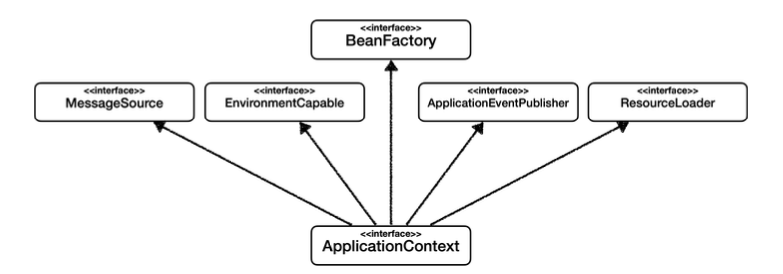 <<interface>>
BeanFactory
<<interface>>
MessageSource
<<interface>>
EnvironmentCapable
<<interface>>
ApplicationEventPublisher
<<interface>>
ResourceLoader
<<interface>>
ApplicationContext